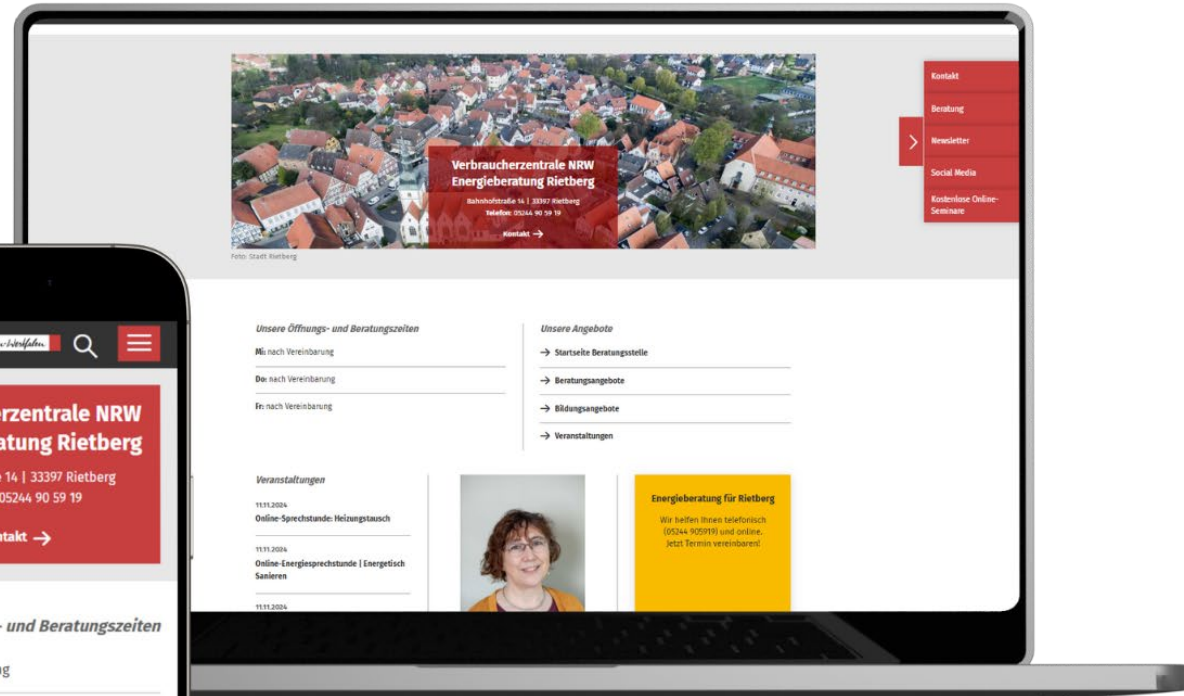 Kontakt
Beratung
Newsletter
Social Media
Kostenlose Online-
Seminare
Verbraucherzentrale NRW
Energieberatung Rietberg
Bahnhofstraße 14 | 33397 Rietberg
Telefon: 05244 90 59 19
Kontakt →
Foto: Stadt Rietberg
Unsere Öffnungs- und Beratungszeiten
Mi: nach Vereinbarung
Do: nach Vereinbarung
Fr: nach Vereinbarung
Unsere Angebote
→ Startseite Beratungsstelle
→ Beratungsangebote
→ Bildungsangebote
→ Veranstaltungen
Veranstaltungen
11.11.2024
Online-Sprechstunde: Heizungstausch
11.11.2024
Online-Energiesprechstunde | Energetisch
Sanieren
11.11.2024
Energieberatung für Rietberg
Wir helfen Ihnen telefonisch
(05244 905919) und online.
Jetzt Termin vereinbaren!
n-Westfalen
erzentrale NRW
atung Rietberg
e 14 | 33397 Rietberg
05244 90 59 19
ntakt →
- und Beratungszeiten
ng